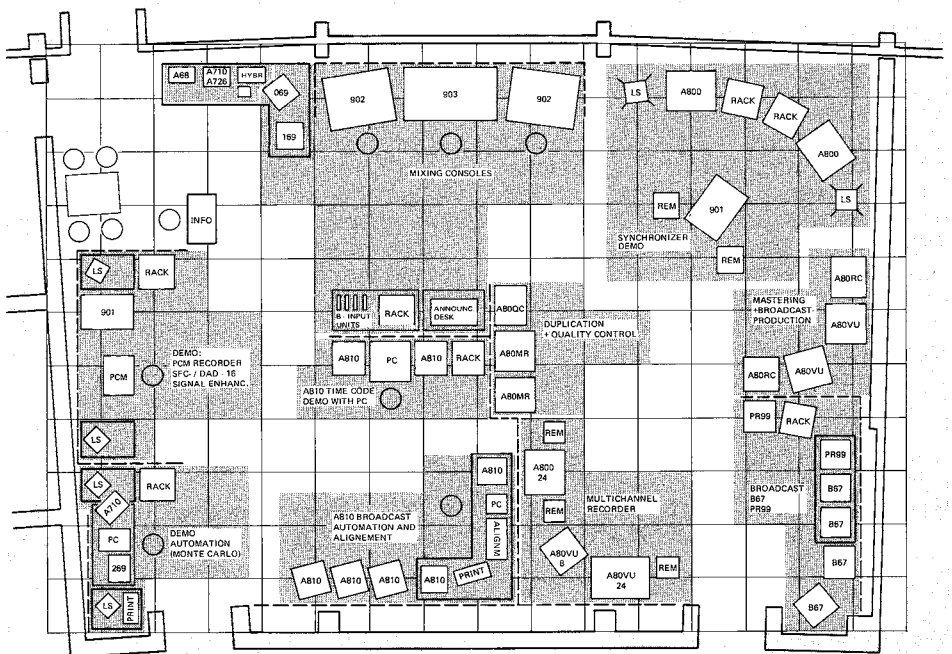 A68
A710
A726
HYBR
069
169
902
903
902
MIXING CONSOLES
LS
A800
RACK
RACK
A800
LS
REM
901
REM
SYNCHRONIZER
DEMO
INFO
LS
RACK
901
PCM
DEMO:
PCM RECORDER
SFC- / DAD - 16
SIGNAL ENHANC.
LS
8 - INPUT
UNITS
RACK
ANNOUNC.
DESK
A810
PC
A810
RACK
A810 TIME CODE
DEMO WITH PC
A80QC
A80MR
A80MR
DUPLICATION
+ QUALITY CONTROL
A80RC
MASTERING
+BROADCAST-
PRODUCTION
A80VU
A80RC
A80VU
PR99
RACK
PR99
B67
B67
B67
B67
BROADCAST
B67
PR99
LS
A710
RACK
PC
269
DEMO
AUTOMATION
(MONTE CARLO)
LS
PRINT
A810 BROADCAST
AUTOMATION AND
ALIGNEMENT
A810
PC
ALIGNM
A810
A810
A810
A810
PRINT
REM
A800
24
REM
MULTICHANNEL
RECORDER
A80VU
8
A80VU
24
REM